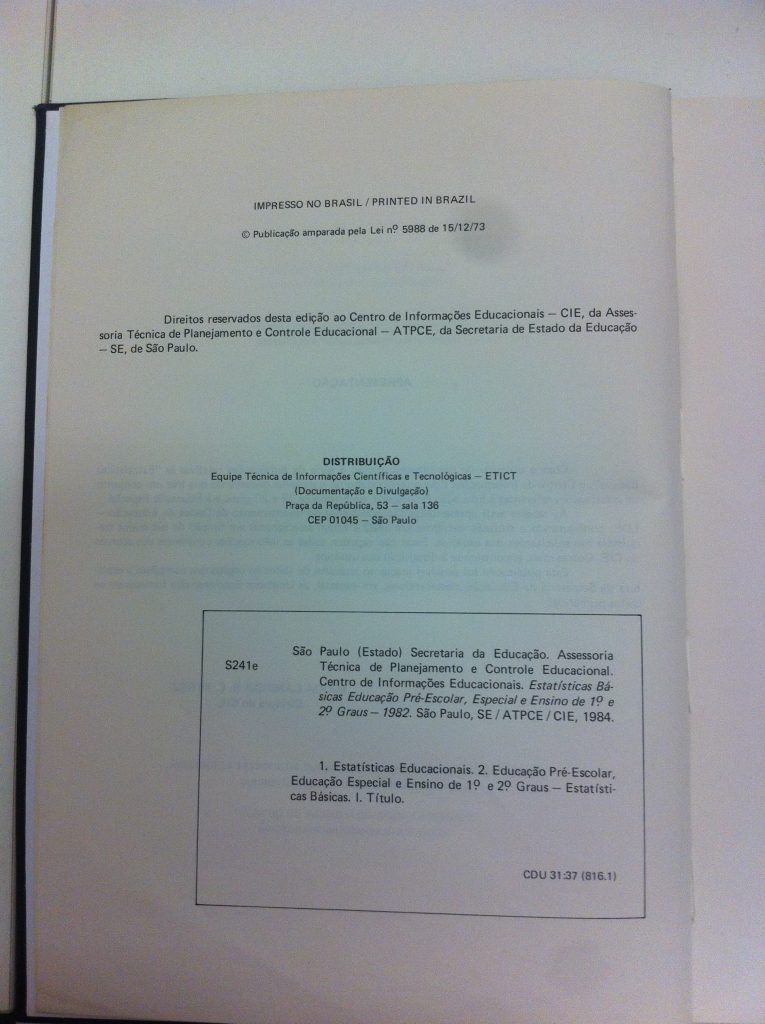 IMPRESSO NO BRASIL / PRINTED IN BRAZIL
© Publicação amparada pela Lei nº 5988 de 15/12/73
Direitos reservados desta edição ao Centro de Informações Educacionais — CIE, da Asses-
soria Técnica de Planejamento e Controle Educacional — ATPCE, da Secretaria de Estado da Educação
— SE, de São Paulo.
DISTRIBUIÇÃO
Equipe Técnica de Informações Científicas e Tecnológicas — ETICT
(Documentação e Divulgação)
Praça da República, 53 — sala 136
CEP 01045 — São Paulo
São Paulo (Estado) Secretaria da Educação. Assessoria
S241e Técnica de Planejamento e Controle Educacional.
Centro de Informações Educacionais. Estatísticas Bá-
sicas Educação Pré-Escolar, Especial e Ensino de 1º e
2º Graus — 1982. São Paulo, SE / ATPCE / CIE, 1984.
1. Estatísticas Educacionais. 2. Educação Pré-Escolar,
Educação Especial e Ensino de 1º e 2º Graus — Estatísti-
cas Básicas. I. Título.
CDU 31:37 (816.1)